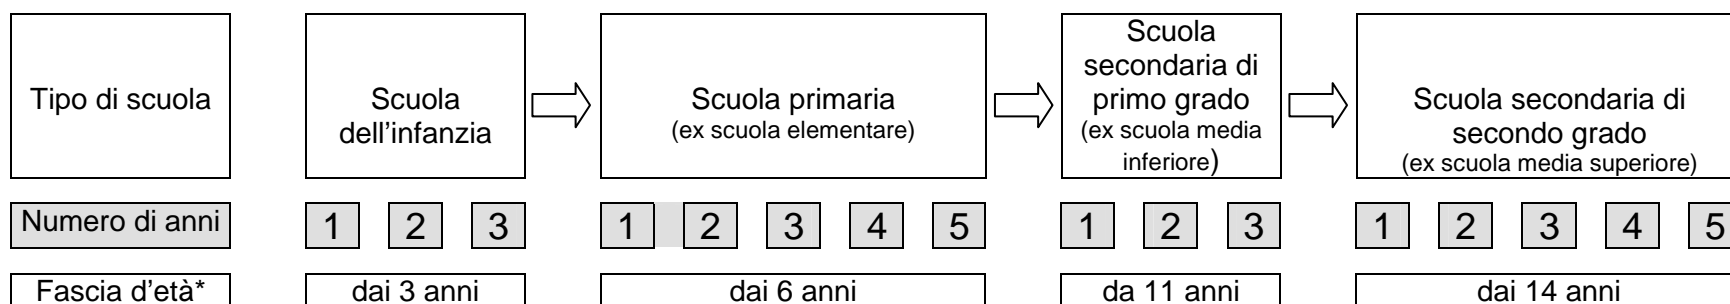 Tipo di scuola
Scuola
dell’infanzia
Scuola primaria
(ex scuola elementare)
Scuola
secondaria di
primo grado
(ex scuola media
inferiore)
Scuola secondaria di
secondo grado
(ex scuola media superiore)
Numero di anni
1 2 3
1 2 3 4 5
1 2 3
1 2 3 4 5
Fascia d'età*
dai 3 anni
dai 6 anni
da 11 anni
dai 14 anni